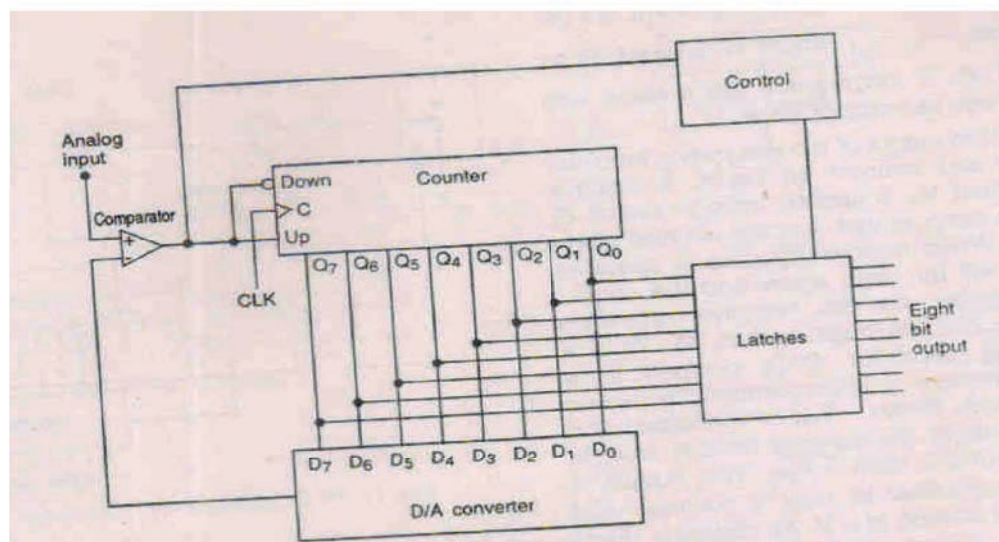 Control
Analog
input
Down
Counter
Comparator
C
+
-
Up
Q7 Q6 Q5 Q4 Q3 Q2 Q1 Q0
CLK
Latches
Eight
bit
output
D7 D6 D5 D4 D3 D2 D1 D0
D/A converter